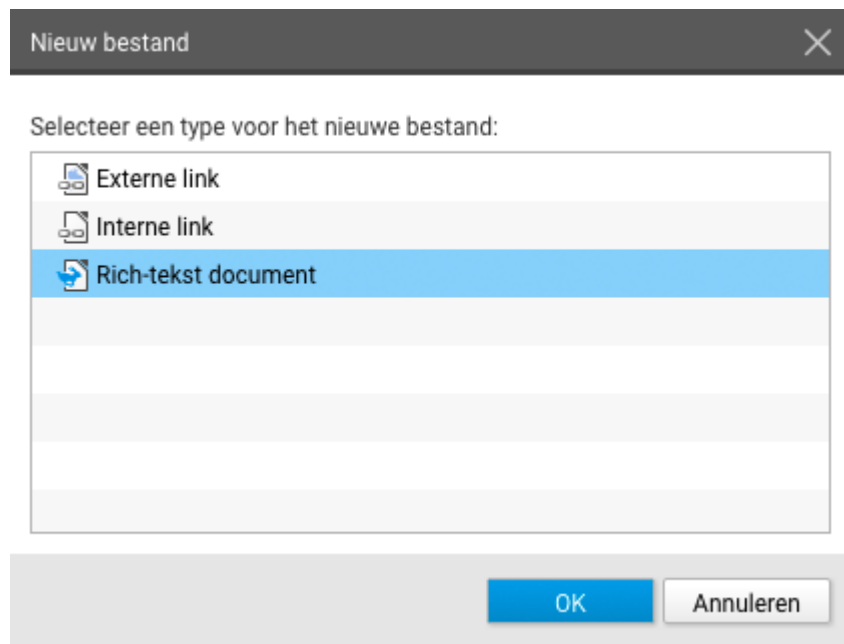 Nieuw bestand
Selecteer een type voor het nieuwe bestand:
Externe link
Interne link
Rich-tekst document
OK Annuleren